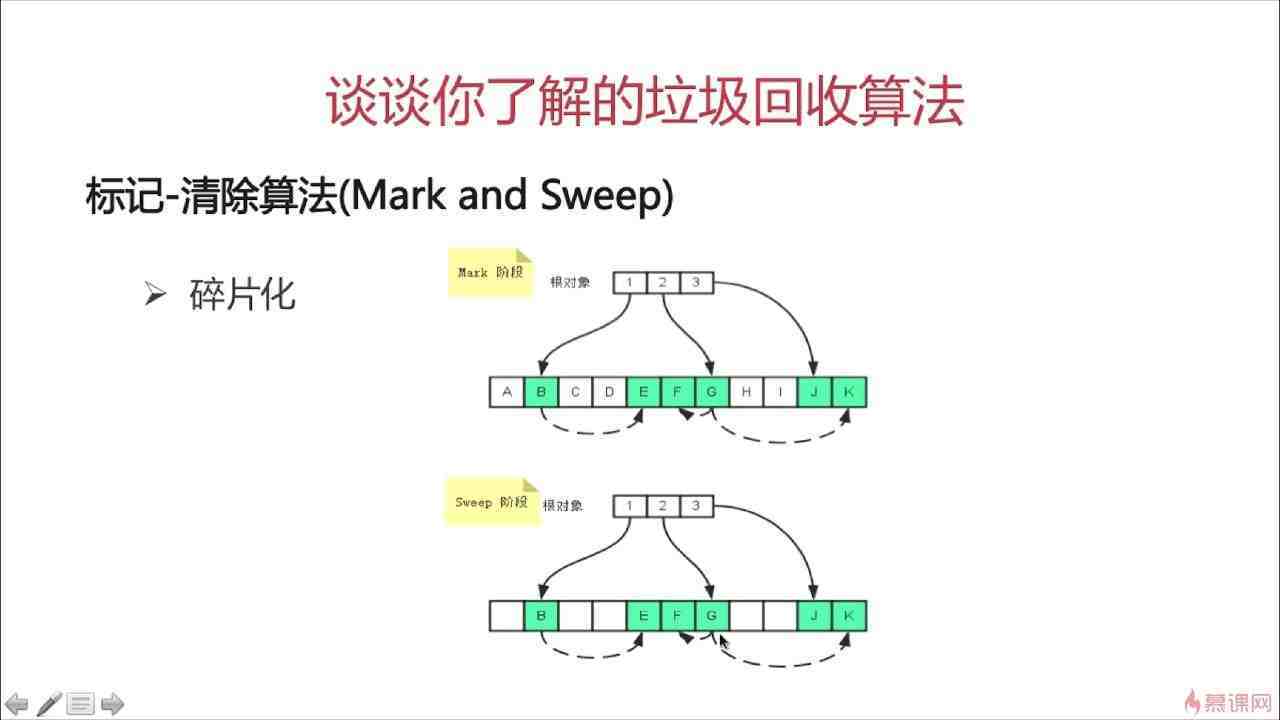 谈谈你了解的垃圾回收算法
标记-清除算法(Mark and Sweep)
碎片化
Mark 阶段
根对象
1 2 3
A B C D E F G H I J K
Sweep 阶段
根对象
1 2 3
B E F G J K
慕课网